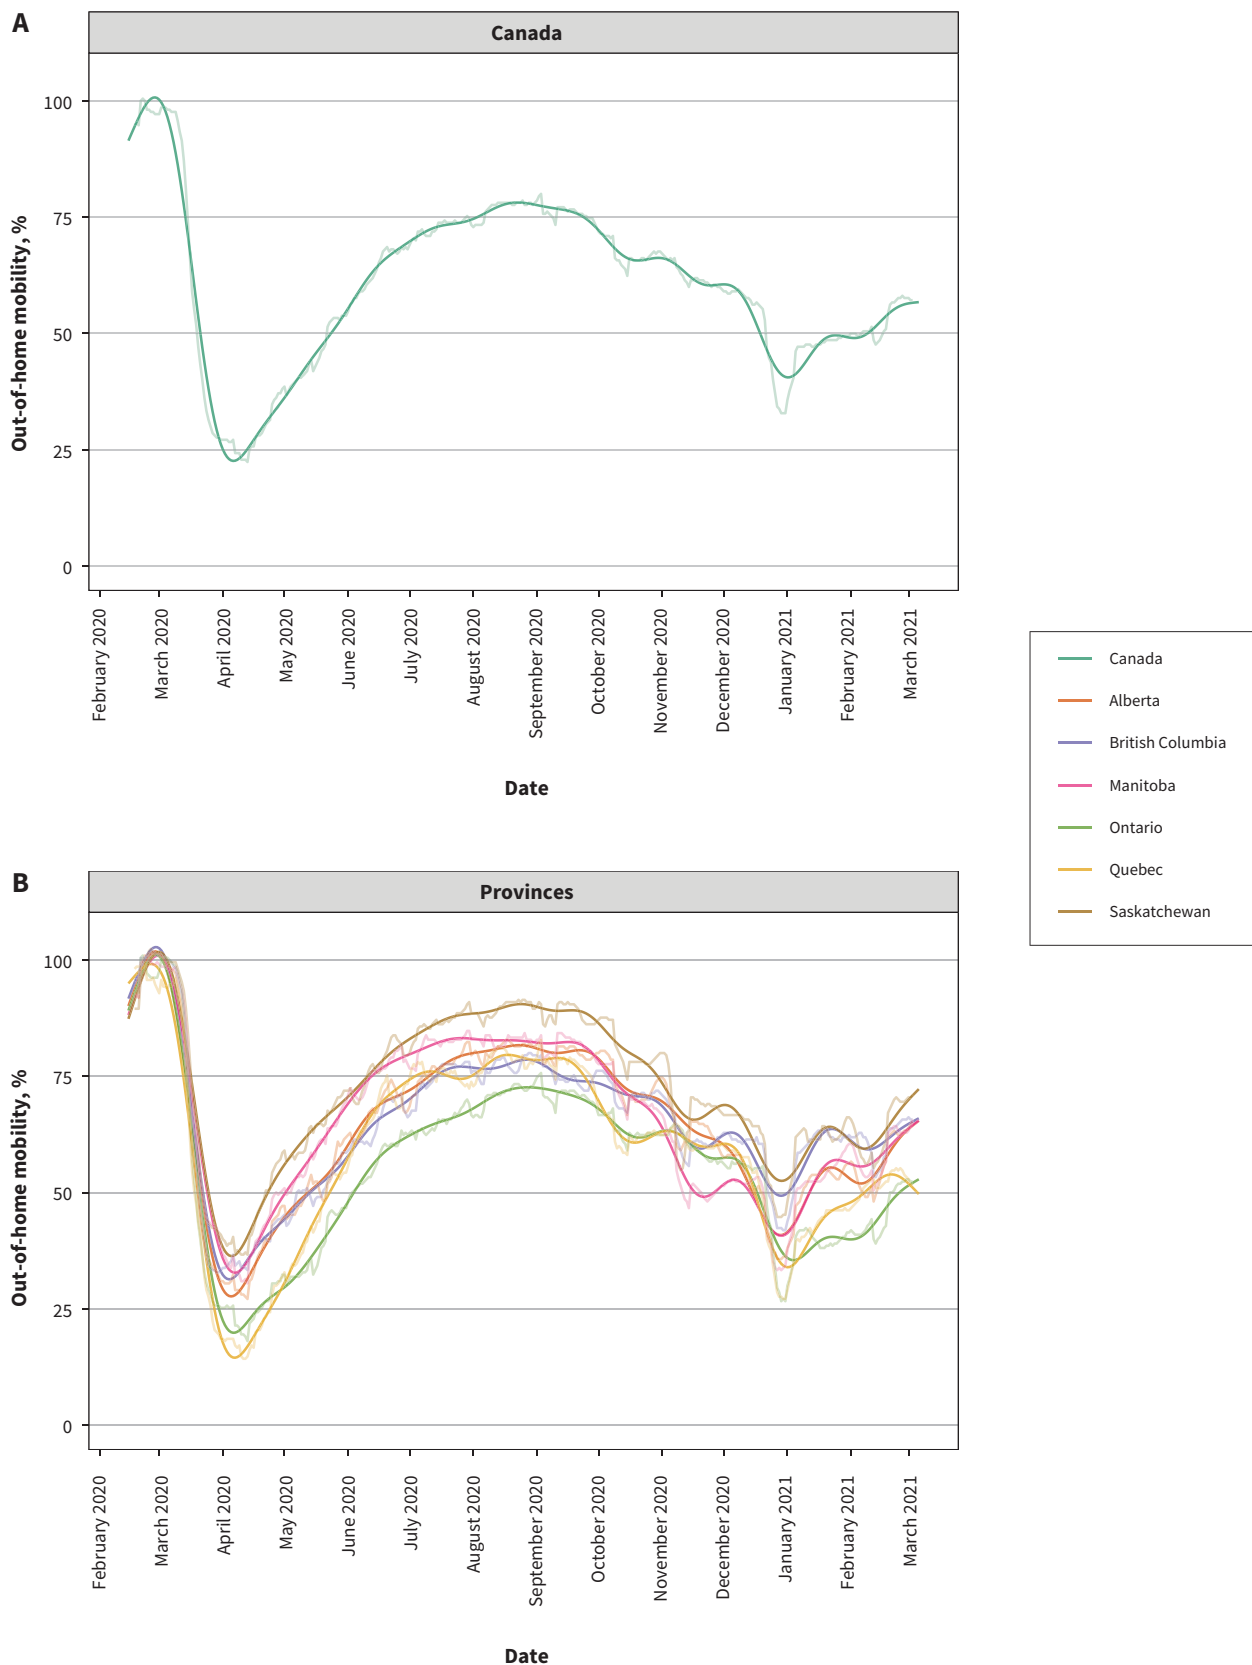 A
Canada
Out-of-home mobility, %
100
75
50
25
0
February 2020
March 2020
April 2020
May 2020
June 2020
July 2020
August 2020
September 2020
October 2020
November 2020
December 2020
January 2021
February 2021
March 2021
Date
Canada
Alberta
British Columbia
Manitoba
Ontario
Quebec
Saskatchewan
B
Provinces
Out-of-home mobility, %
100
75
50
25
0
February 2020
March 2020
April 2020
May 2020
June 2020
July 2020
August 2020
September 2020
October 2020
November 2020
December 2020
January 2021
February 2021
March 2021
Date